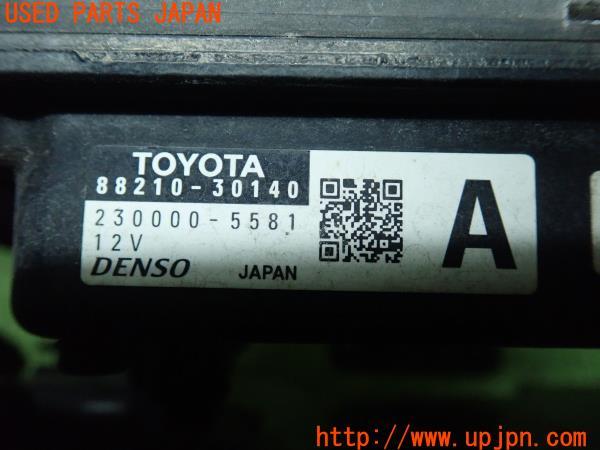 USED PARTS JAPAN
TOYOTA
88210-30140
230000-5581
12V
DENSO JAPAN
A
http://www.upjpn.com